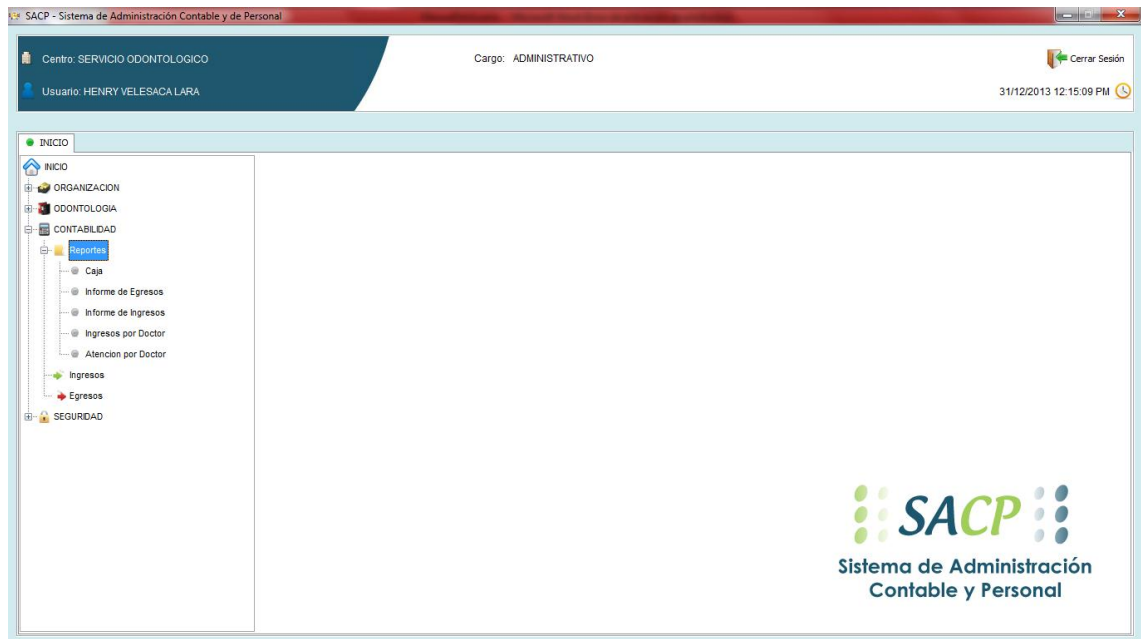 SACP - Sistema de Administración Contable y de Personal
Centro: SERVICIO ODONTOLOGICO
Cargo: ADMINISTRATIVO
Cerrar Sesión
Usuario: HENRY VELESACA LARA
31/12/2013 12:15:09 PM
INICIO
INICIO
ORGANIZACION
ODONTOLOGIA
CONTABILIDAD
Reportes
Caja
Informe de Egresos
Informe de Ingresos
Ingresos por Doctor
Atencion por Doctor
Ingresos
Egresos
SEGURIDAD
SACP
Sistema de Administración
Contable y Personal